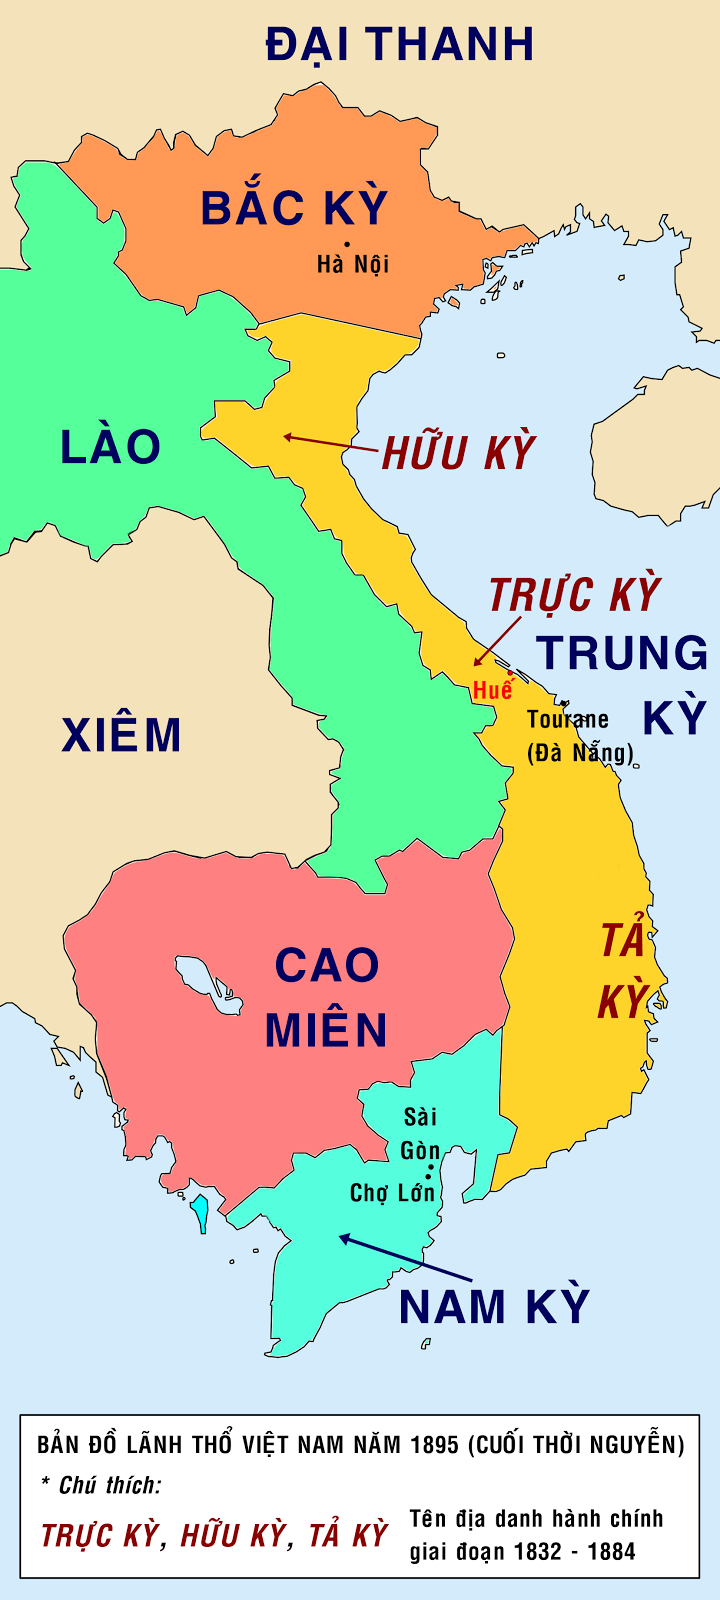 ĐẠI THANH
BẮC KỲ
Hà Nội
LÀO
HỮU KỲ
TRỰC KỲ
TRUNG
KỲ
Huế
Tourane
(Đà Nẵng)
XIÊM
TẢ
KỲ
CAO
MIÊN
Sài
Gòn
Chợ Lớn
NAM KỲ
BẢN ĐỒ LÃNH THỔ VIỆT NAM NĂM 1895 (CUỐI THỜI NGUYỄN)
* Chú thích:
TRỰC KỲ, HỮU KỲ, TẢ KỲ
Tên địa danh hành chính
giai đoạn 1832 - 1884